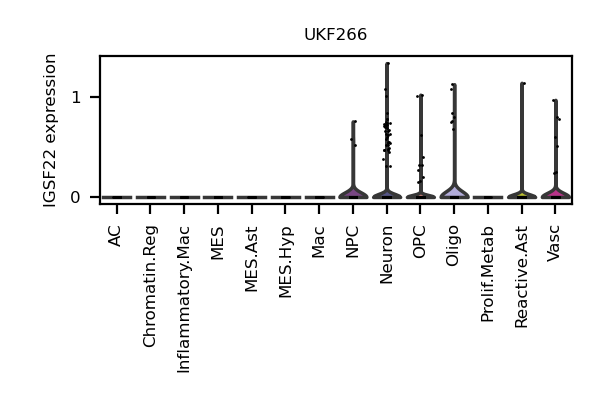 UKF266
IGSF22 expression
1
0
AC
Chromatin.Reg
Inflammatory.Mac
MES
MES.Ast
MES.Hyp
Mac
NPC
Neuron
OPC
Oligo
Prolif.Metab
Reactive.Ast
Vasc